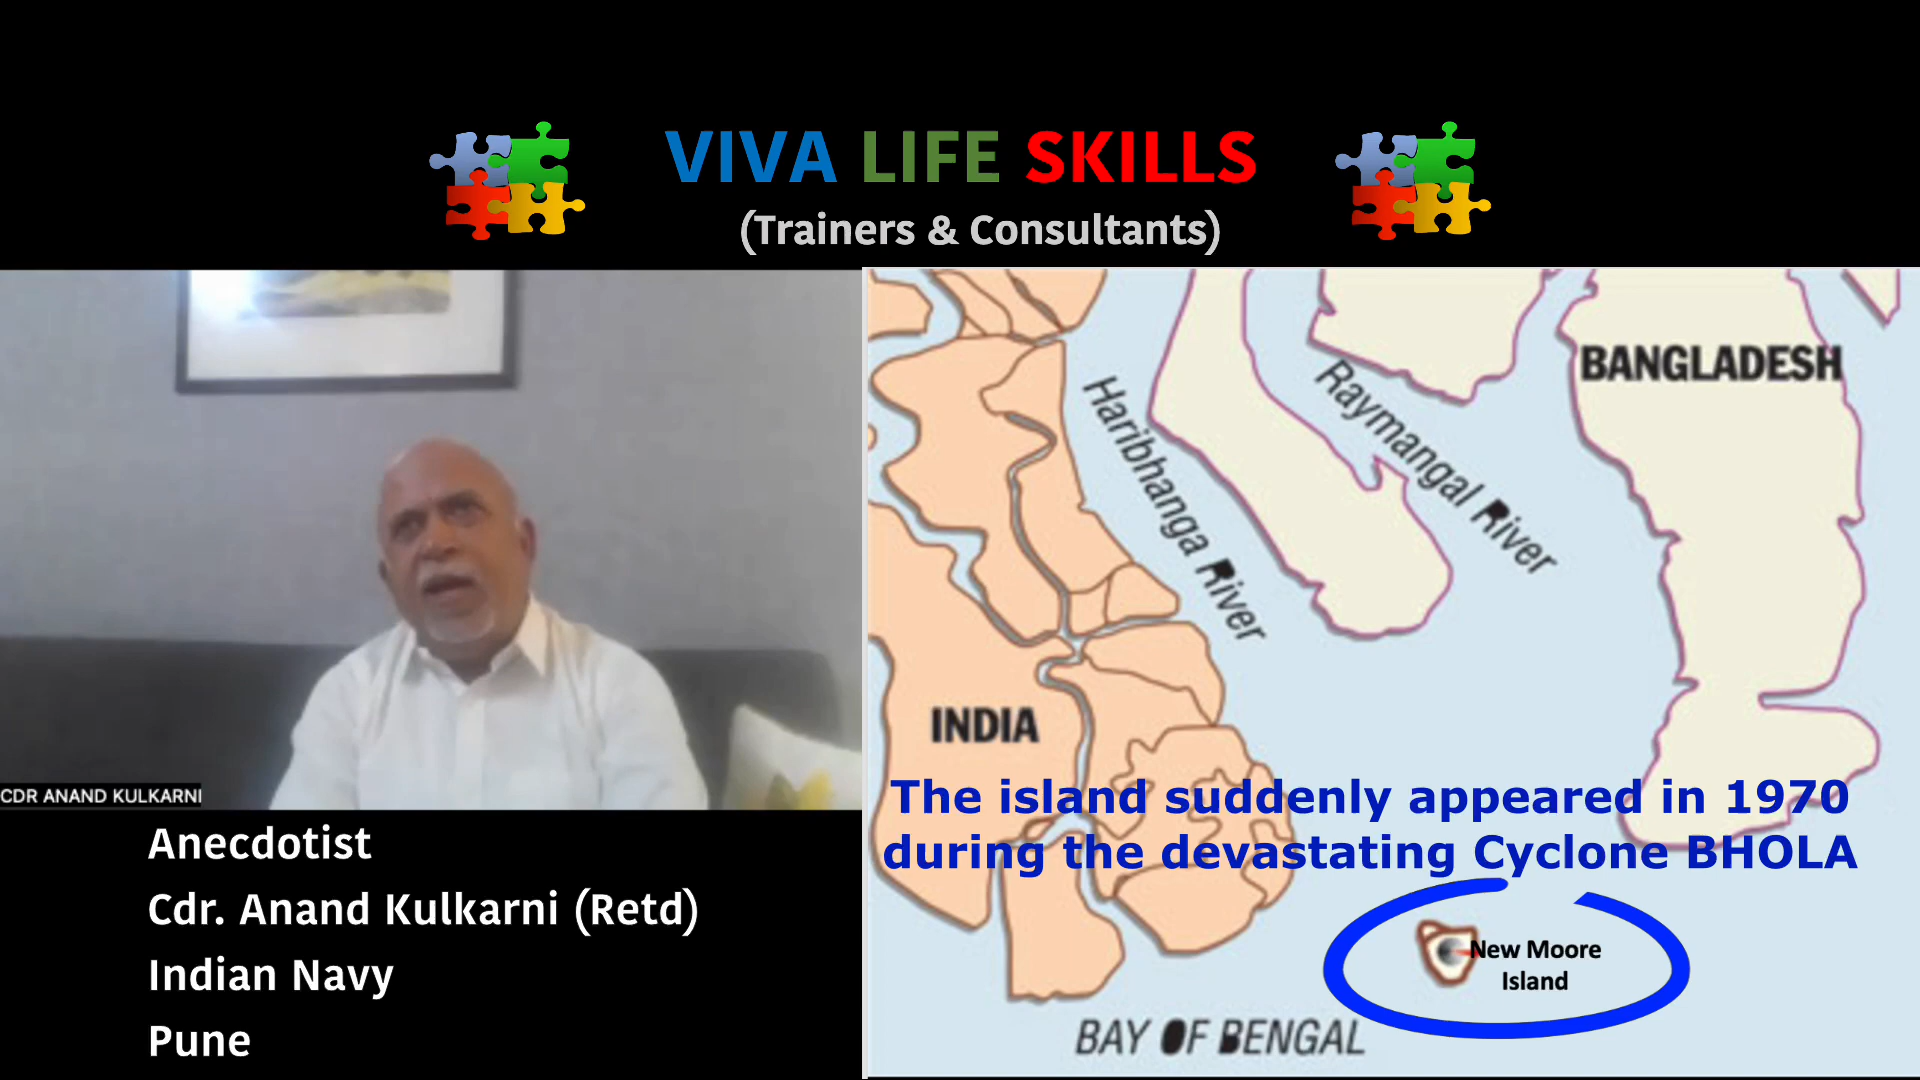 VIVA LIFE SKILLS
(Trainers & Consultants)
CDR ANAND KULKARNI
Anecdotist
Cdr. Anand Kulkarni (Retd)
Indian Navy
Pune
BANGLADESH
Haribhanga River
Raymangal River
INDIA
The island suddenly appeared in 1970
during the devastating Cyclone BHOLA
New Moore
Island
BAY OF BENGAL